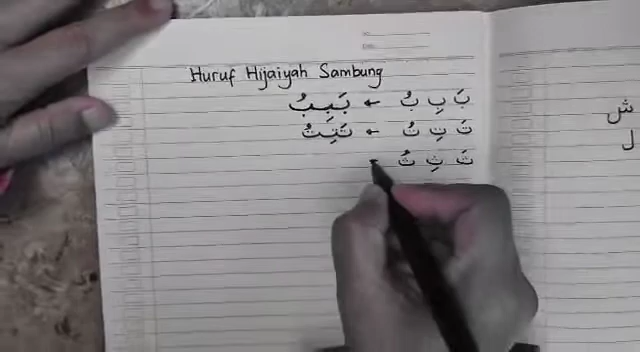 Huruf Hijaiyah Sambung
بَ بِ بُ ← بَبِبُ
تَ تِ تُ ← تَتِتُ
ثَ ثِ ثُ
ش
ل